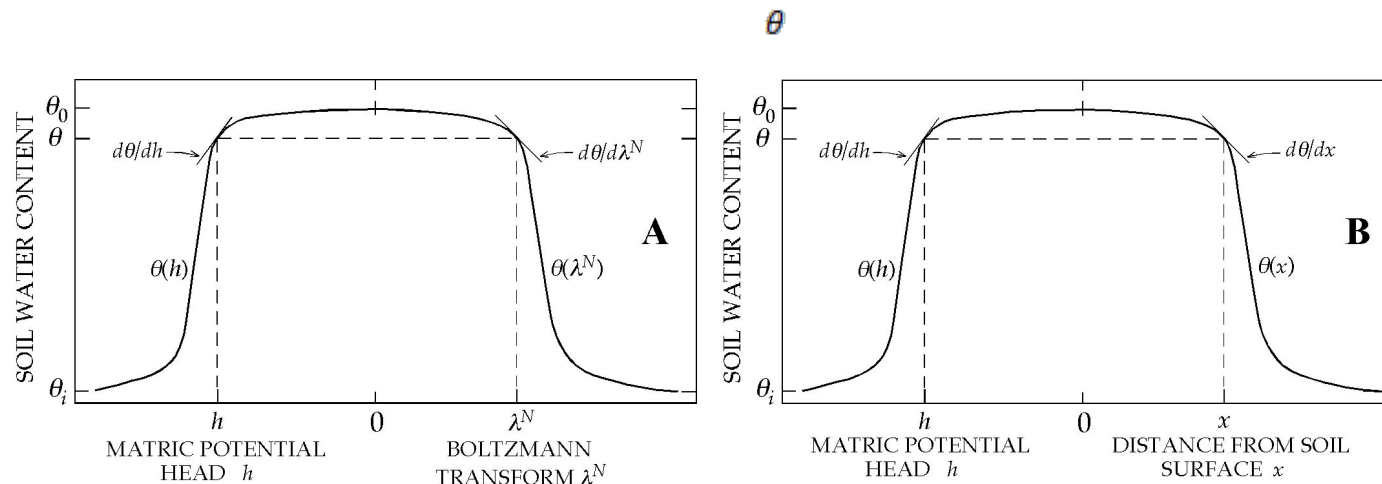 θ
SOIL WATER CONTENT
θ₀
θ
θᵢ
dθ/dh
dθ/dλᴺ
A
θ(h)
θ(λᴺ)
h
0
λᴺ
MATRIC POTENTIAL
HEAD h
BOLTZMANN
TRANSFORM λᴺ
SOIL WATER CONTENT
θ₀
θ
θᵢ
dθ/dh
dθ/dx
B
θ(h)
θ(x)
h
0
x
MATRIC POTENTIAL
HEAD h
DISTANCE FROM SOIL
SURFACE x